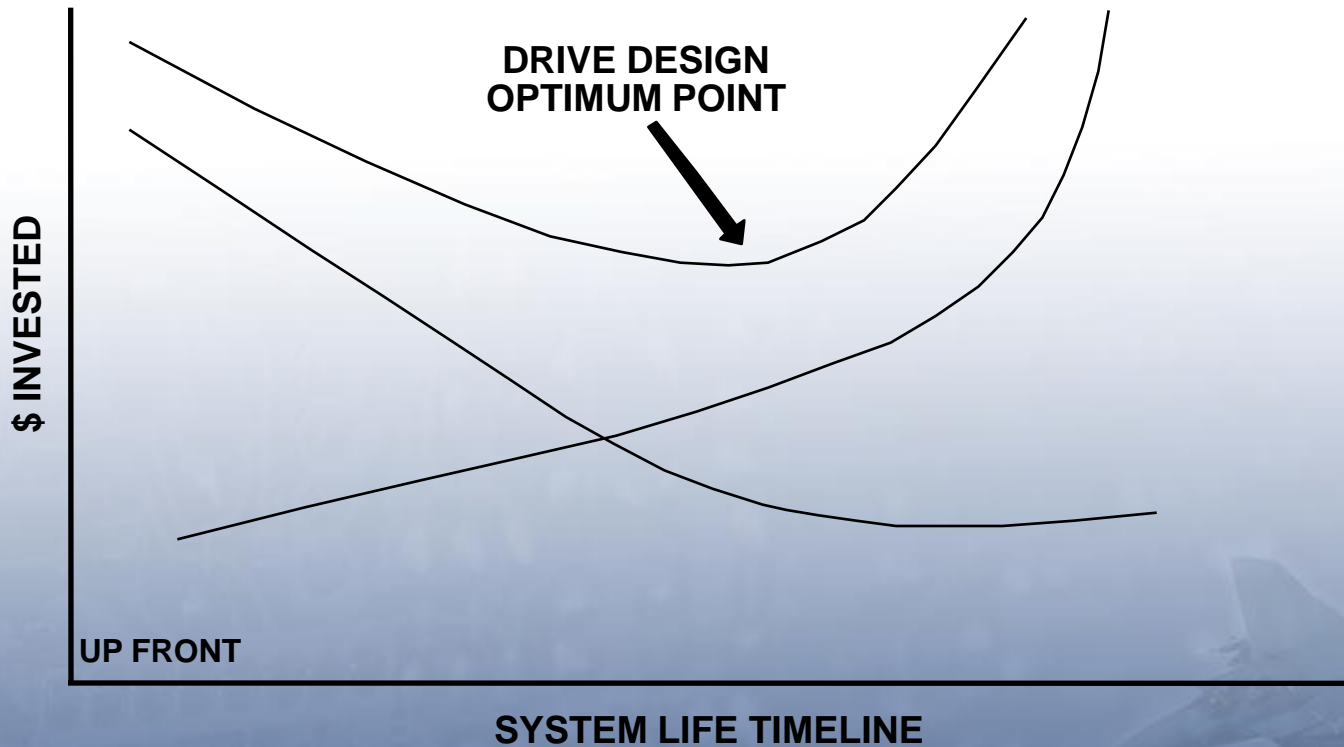 DRIVE DESIGN
OPTIMUM POINT
$ INVESTED
UP FRONT
SYSTEM LIFE TIMELINE